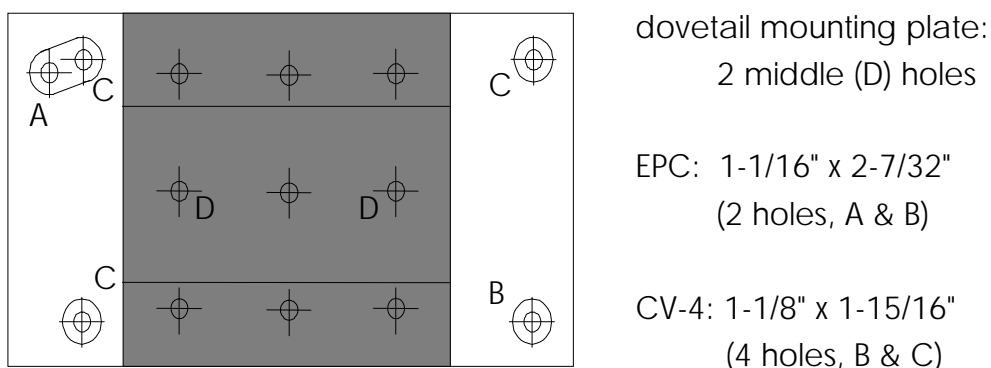 C
C
A
D
D
C
B
dovetail mounting plate:
2 middle (D) holes
EPC: 1-1/16" x 2-7/32"
(2 holes, A & B)
CV-4: 1-1/8" x 1-15/16"
(4 holes, B & C)